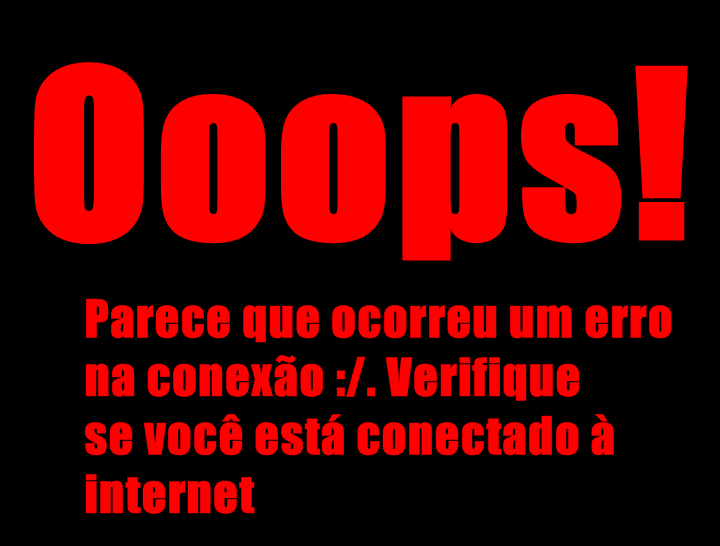 Ooops!
Parece que ocorreu um erro
na conexão :/. Verifique
se você está conectado à
internet